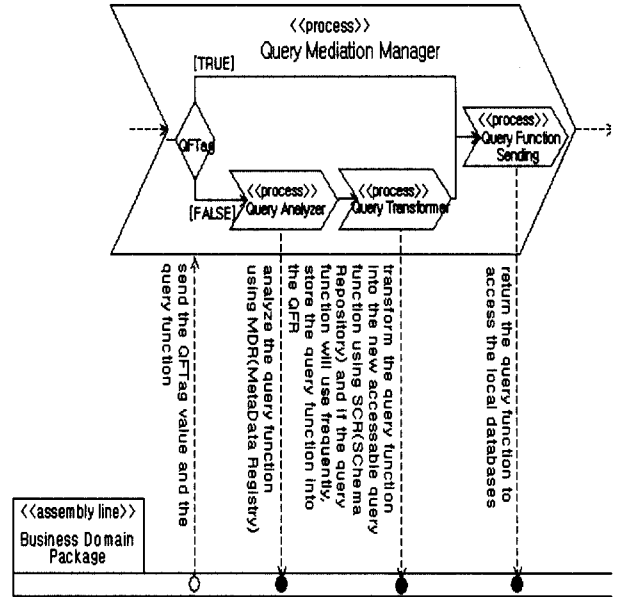 <<process>>
Query Mediation Manager
[TRUE]
QFTag
[FALSE]
<<process>>
Query Analyzer
<<process>>
Query Transformer
<<process>>
Query Function
Sending
send the QFTag value and the
query function
analyze the query function
using MDR(MetaData Registry)
transform the query function
into the new accessable query
function using SCR(SChema
Repository) and if the query
function will use frequently,
store the query function into
the QFR
return the query function to
access the local databases
<<assembly line>>
Business Domain
Package